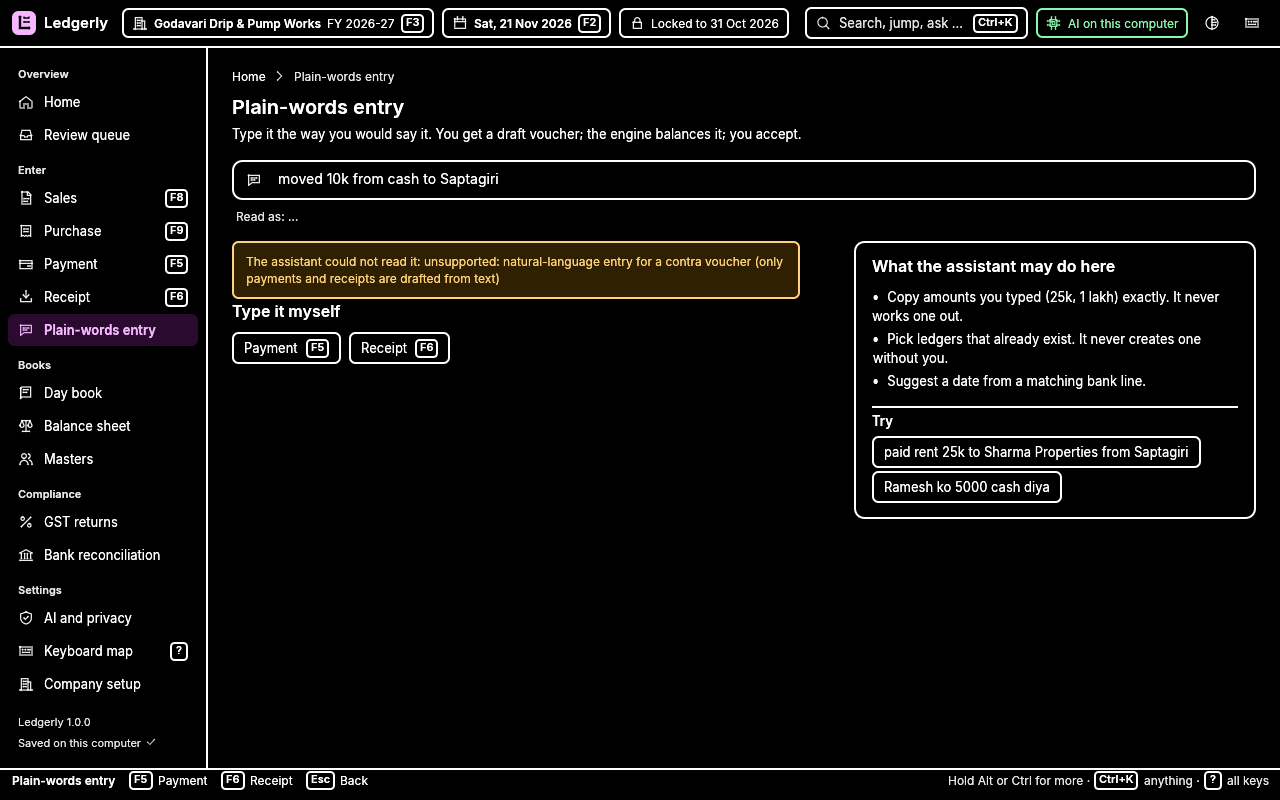 Ledgerly
Godavari Drip & Pump Works FY 2026-27 F3
Sat, 21 Nov 2026 F2
Locked to 31 Oct 2026
Search, jump, ask ... Ctrl+K
AI on this computer
Overview
Home
Review queue
Enter
Sales F8
Purchase F9
Payment F5
Receipt F6
Plain-words entry
Books
Day book
Balance sheet
Masters
Compliance
GST returns
Bank reconciliation
Settings
AI and privacy
Keyboard map ?
Company setup
Ledgerly 1.0.0
Saved on this computer
Home Plain-words entry
Plain-words entry
Type it the way you would say it. You get a draft voucher; the engine balances it; you accept.
moved 10k from cash to Saptagiri
Read as: ...
The assistant could not read it: unsupported: natural-language entry for a contra voucher (only
payments and receipts are drafted from text)
Type it myself
Payment F5 Receipt F6
What the assistant may do here
• Copy amounts you typed (25k, 1 lakh) exactly. It never
works one out.
• Pick ledgers that already exist. It never creates one
without you.
• Suggest a date from a matching bank line.
Try
paid rent 25k to Sharma Properties from Saptagiri
Ramesh ko 5000 cash diya
Plain-words entry F5 Payment F6 Receipt Esc Back
Hold Alt or Ctrl for more · Ctrl+K anything · ? all keys